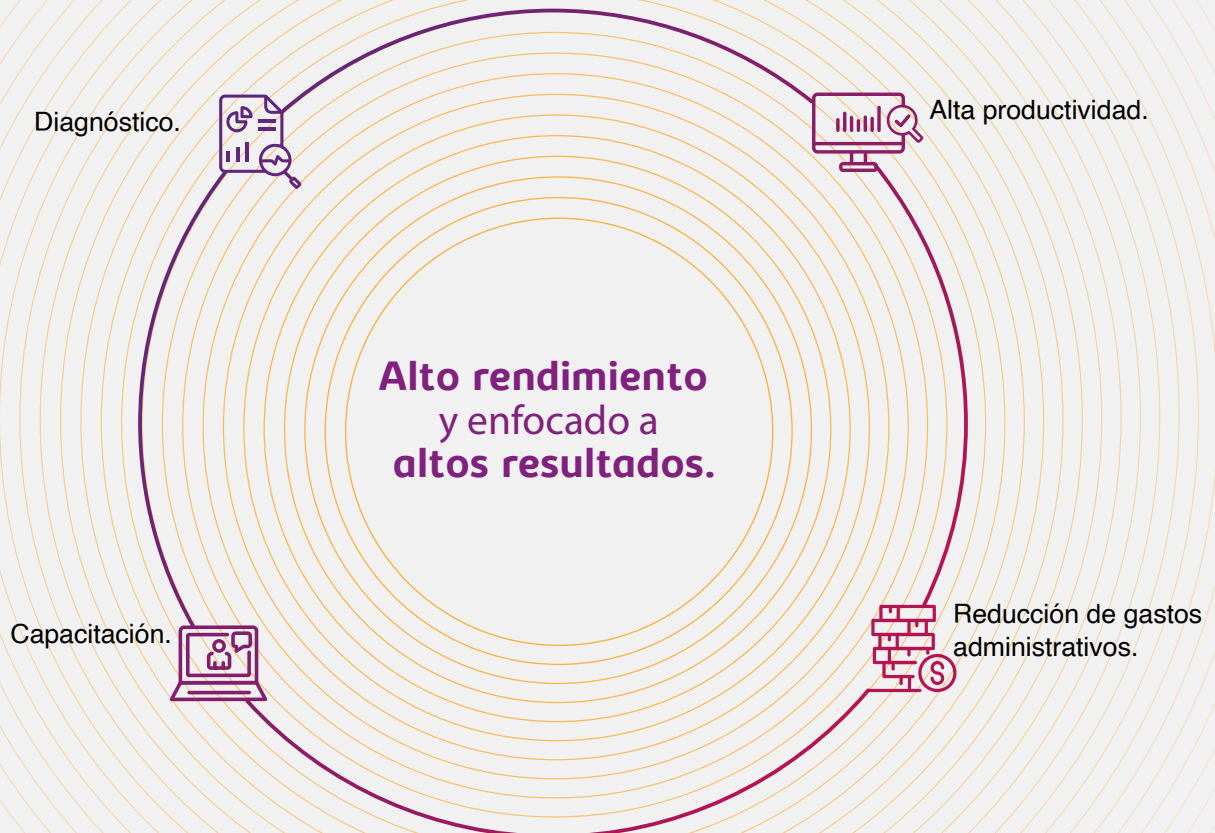 Diagnóstico.
Alta productividad.
Alto rendimiento
y enfocado a
altos resultados.
Capacitación.
Reducción de gastos
administrativos.